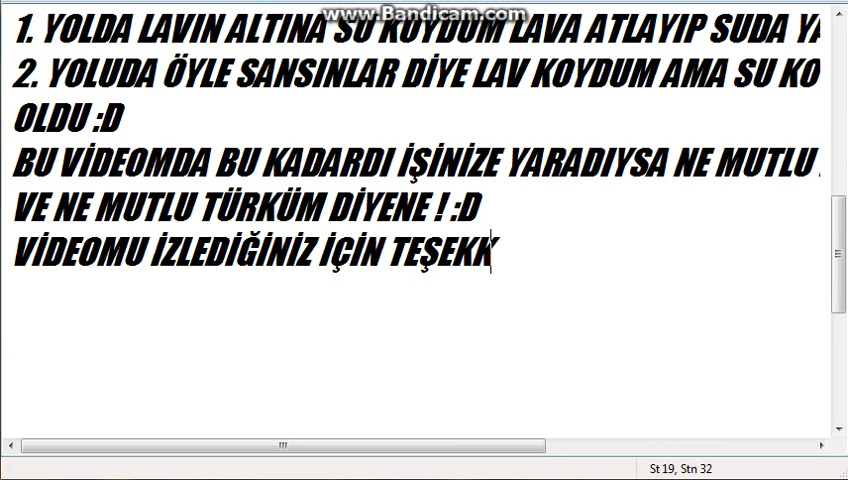 www.Bandicam.com
1. YOLDA LAVIN ALTINA SU KOYDUM LAVA ATLAYIP SUDA
2. YOLUDA ÖYLE SANSINLAR DİYE LAV KOYDUM AMA SU
OLDU :D
BU VİDEOMDA BU KADARDI İŞİNİZE YARADIYSA NE MUTLU
VE NE MUTLU TÜRKÜM DİYENE ! :D
VİDEOMU İZLEDİĞİNİZ İÇİN TEŞEKK
St 19, Stn 32